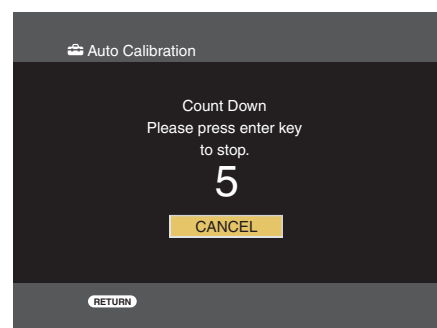 Auto Calibration
Count Down
Please press enter key
to stop.
5
CANCEL
RETURN